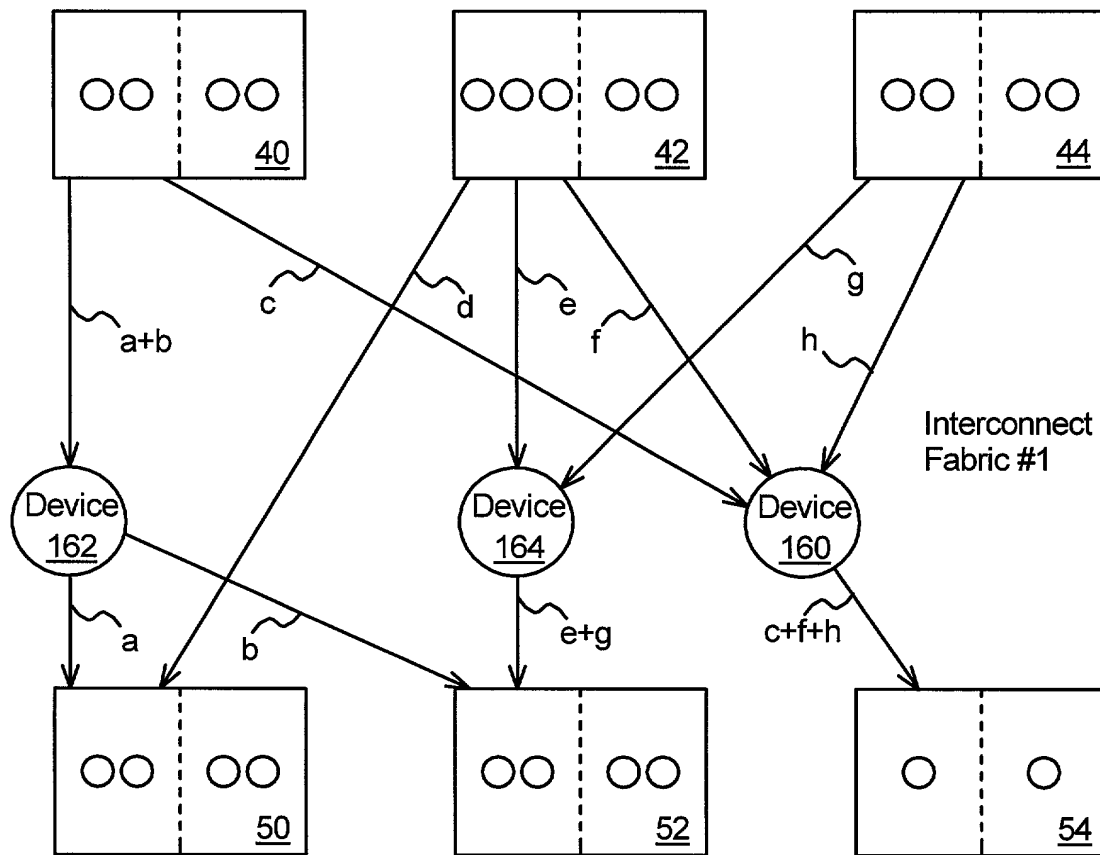 40
42
44
c
d
e
f
g
h
a+b
Interconnect
Fabric #1
Device
162
Device
164
Device
160
a
b
e+g
c+f+h
50
52
54